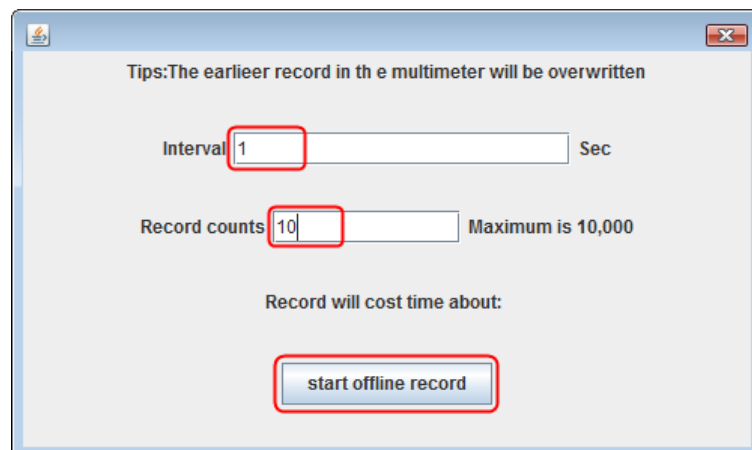 Tips:The earlieer record in th e multimeter will be overwritten
Interval 1 Sec
Record counts 10 Maximum is 10,000
Record will cost time about:
start offline record